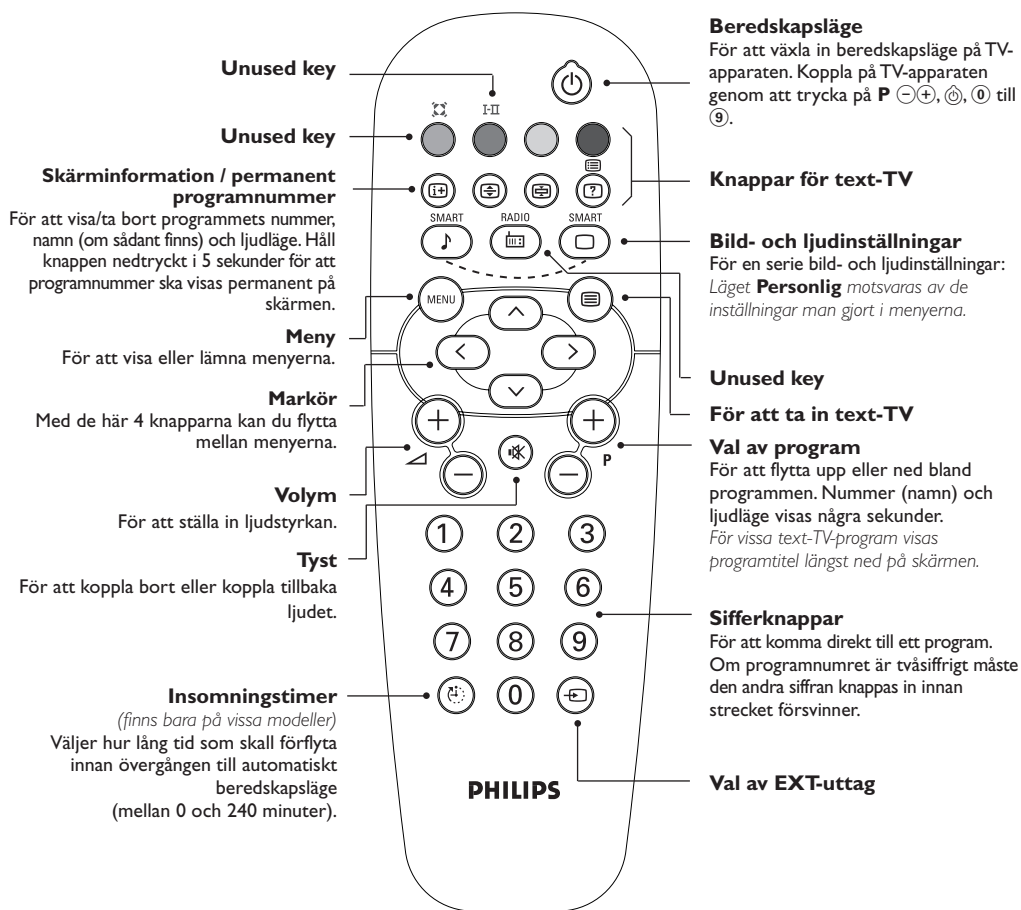 Unused key
Unused key
Skärminformation / permanent
programnummer
För att visa/ta bort programmets nummer,
namn (om sådant finns) och ljudläge. Håll
knappen nedtryckt i 5 sekunder för att
programnummer ska visas permanent på
skärmen.
Meny
För att visa eller lämna menyerna.
Markör
Med de här 4 knapparna kan du flytta
mellan menyerna.
Volym
För att ställa in ljudstyrkan.
Tyst
För att koppla bort eller koppla tillbaka
ljudet.
Insomningstimer
(finns bara på vissa modeller)
Väljer hur lång tid som skall förflyta
innan övergången till automatiskt
beredskapsläge
(mellan 0 och 240 minuter).
I-II
i+
?
SMART RADIO SMART
MENU
+ +
− − P
1 2 3
4 5 6
7 8 9
0
PHILIPS
Beredskapsläge
För att växla in beredskapsläge på TV-
apparaten. Koppla på TV-apparaten
genom att trycka på P −+, ⏻, 0 till
9.
Knappar för text-TV
Bild- och ljudinställningar
För en serie bild- och ljudinställningar:
Läget Personlig motsvaras av de
inställningar man gjort i menyerna.
Unused key
För att ta in text-TV
Val av program
För att flytta upp eller ned bland
programmen. Nummer (namn) och
ljudläge visas några sekunder.
För vissa text-TV-program visas
programtitel längst ned på skärmen.
Sifferknappar
För att komma direkt till ett program.
Om programnumret är tvåsiffrigt måste
den andra siffran knappas in innan
strecket försvinner.
Val av EXT-uttag